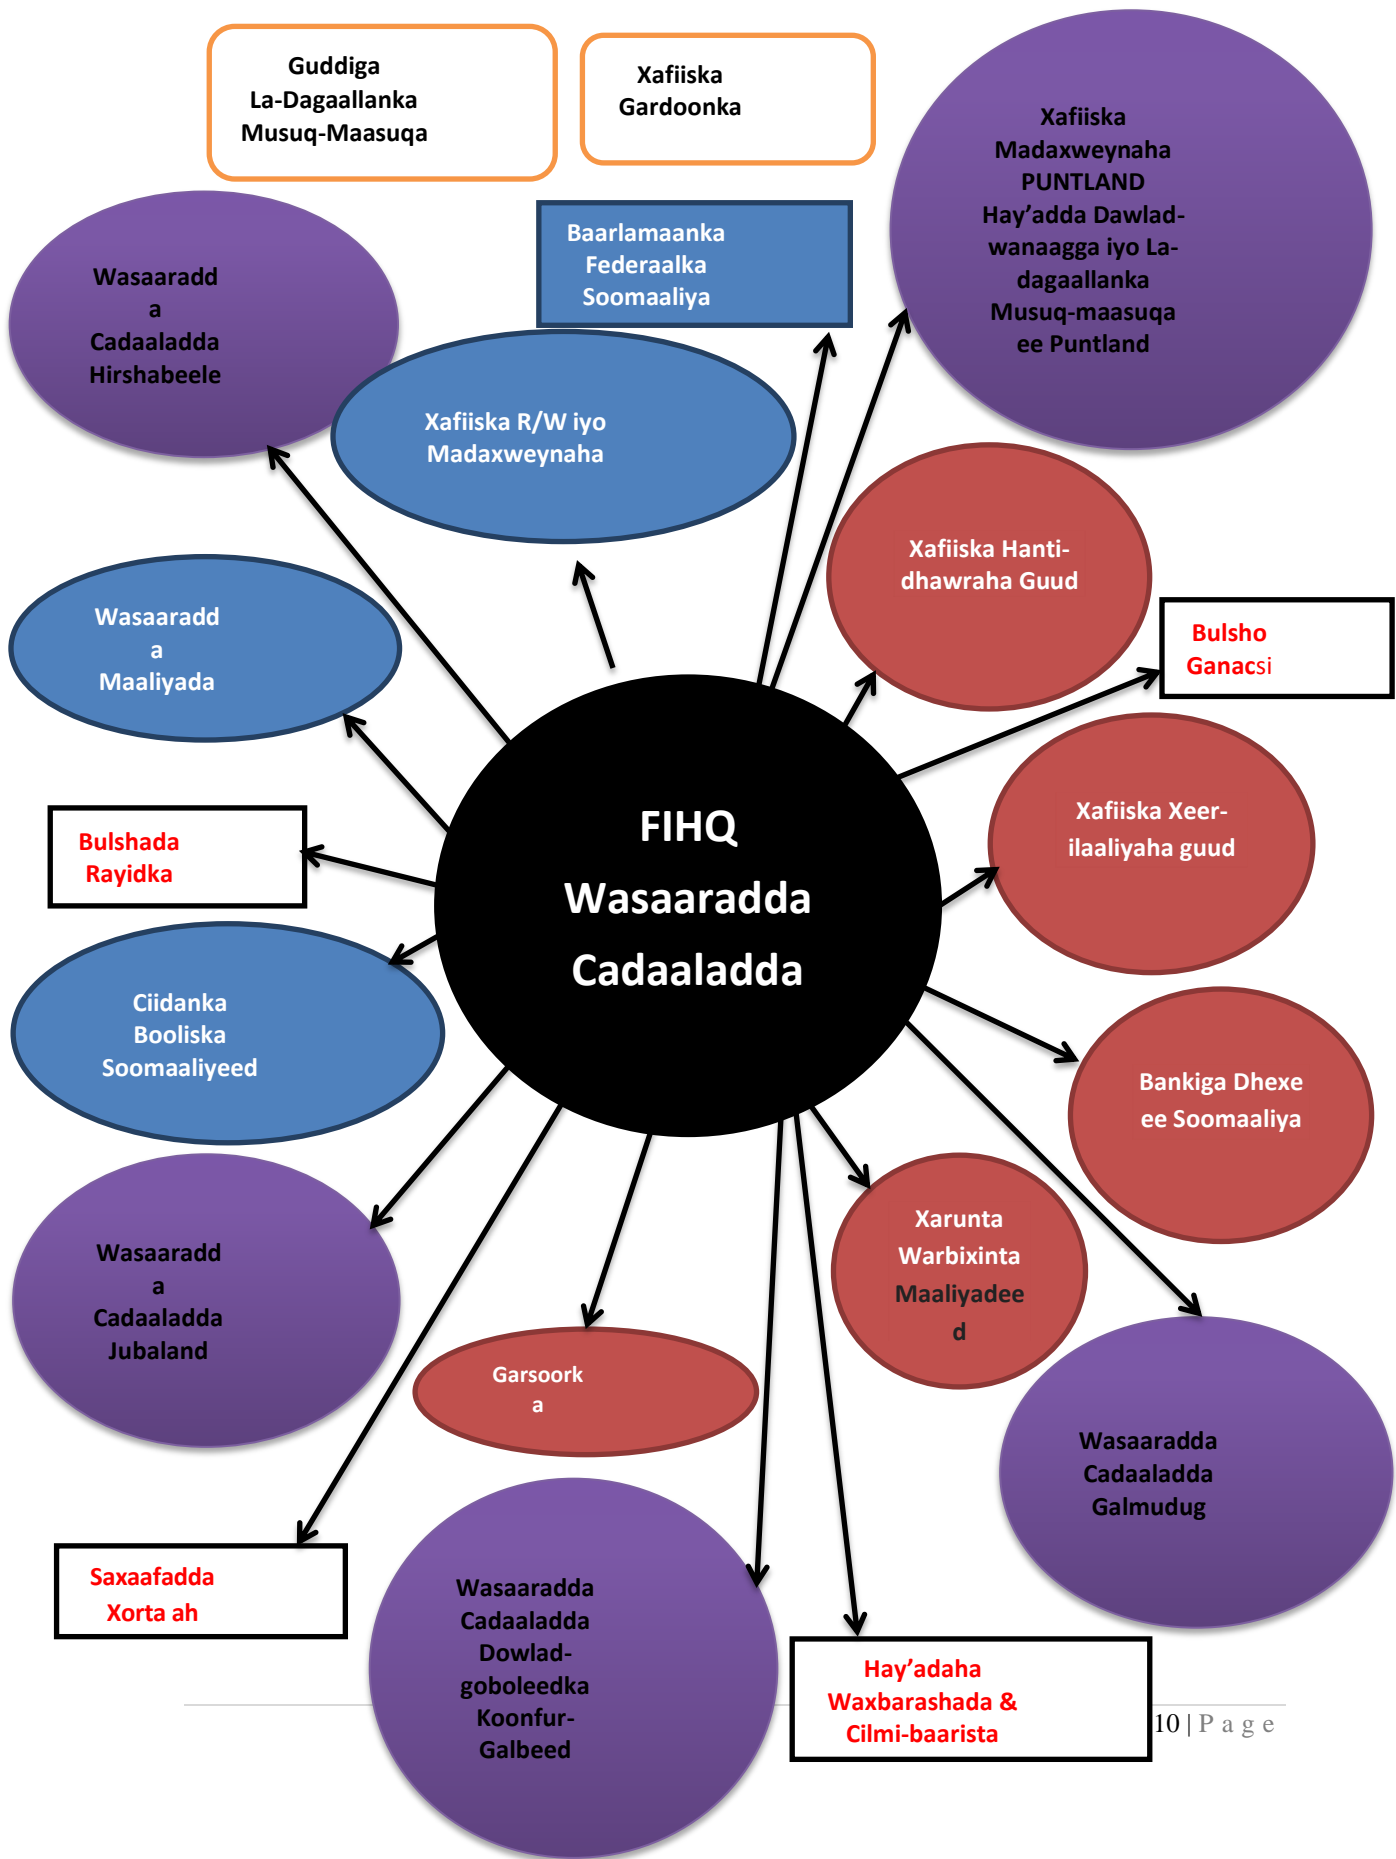 Guddiga
La-Dagaallanka
Musuq-Maasuqa
Xafiiska
Gardoonka
Xafiiska
Madaxweynaha
PUNTLAND
Hay’adda Dawlad-
wanaagga iyo La-
dagaallanka
Musuq-maasuqa
ee Puntland
Baarlamaanka
Federaalka
Soomaaliya
Wasaaradd
a
Cadaaladda
Hirshabeele
Xafiiska R/W iyo
Madaxweynaha
Xafiiska Hanti-
dhawraha Guud
Wasaaradd
a
Maaliyada
Bulsho
Ganacsi
Bulshada
Rayidka
FIHQ
Wasaaradda
Cadaaladda
Xafiiska Xeer-
ilaaliyaha guud
Ciidanka
Booliska
Soomaaliyeed
Bankiga Dhexe
ee Soomaaliya
Wasaaradd
a
Cadaaladda
Jubaland
Xarunta
Warbixinta
Maaliyadee
d
Garsoork
a
Wasaaradda
Cadaaladda
Galmudug
Saxaafadda
Xorta ah
Wasaaradda
Cadaaladda
Dowlad-
goboleedka
Koonfur-
Galbeed
Hay’adaha
Waxbarashada &
Cilmi-baarista
10 | P a g e